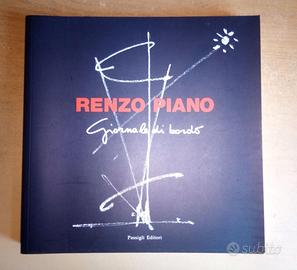 RENZO PIANO
Giornale di bordo
Passigli Editori
subito